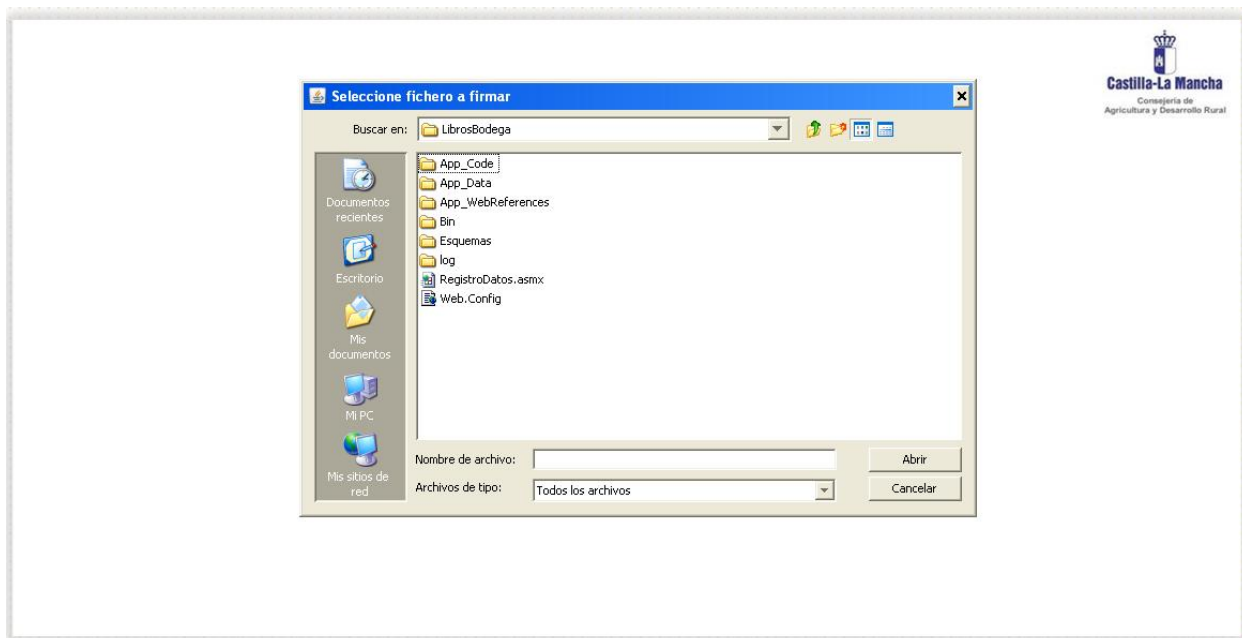 Castilla-La Mancha
Consejería de
Agricultura y Desarrollo Rural
Seleccione fichero a firmar
Buscar en:
LibrosBodega
Documentos
recientes
Escritorio
Mis
documentos
Mi PC
Mis sitios de
red
App_Code
App_Data
App_WebReferences
Bin
Esquemas
log
RegistroDatos.asmx
Web.Config
Nombre de archivo:
Abrir
Archivos de tipo:
Todos los archivos
Cancelar